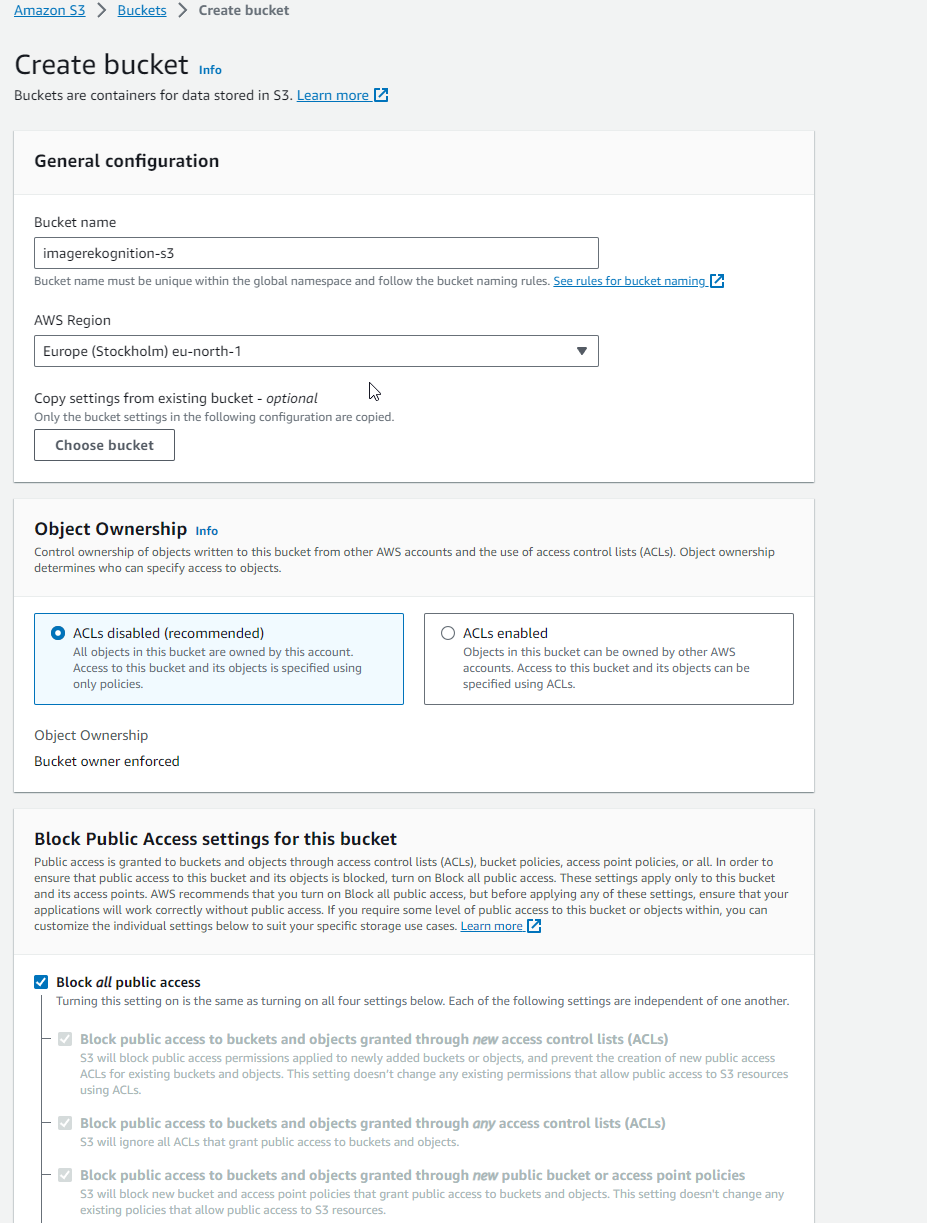 Amazon S3 > Buckets > Create bucket
Create bucket Info
Buckets are containers for data stored in S3. Learn more
General configuration
Bucket name
imagerekognition-s3
Bucket name must be unique within the global namespace and follow the bucket naming rules. See rules for bucket naming
AWS Region
Europe (Stockholm) eu-north-1
Copy settings from existing bucket - optional
Only the bucket settings in the following configuration are copied.
Choose bucket
Object Ownership Info
Control ownership of objects written to this bucket from other AWS accounts and the use of access control lists (ACLs). Object ownership
determines who can specify access to objects.
ACLs disabled (recommended)
All objects in this bucket are owned by this account.
Access to this bucket and its objects is specified using
only policies.
ACLs enabled
Objects in this bucket can be owned by other AWS
accounts. Access to this bucket and its objects can be
specified using ACLs.
Object Ownership
Bucket owner enforced
Block Public Access settings for this bucket
Public access is granted to buckets and objects through access control lists (ACLs), bucket policies, access point policies, or all. In order to
ensure that public access to this bucket and its objects is blocked, turn on Block all public access. These settings apply only to this bucket
and its access points. AWS recommends that you turn on Block all public access, but before applying any of these settings, ensure that your
applications will work correctly without public access. If you require some level of public access to this bucket or objects within, you can
customize the individual settings below to suit your specific storage use cases. Learn more
Block all public access
Turning this setting on is the same as turning on all four settings below. Each of the following settings are independent of one another.
Block public access to buckets and objects granted through new access control lists (ACLs)
S3 will block public access permissions applied to newly added buckets or objects, and prevent the creation of new public access
ACLs for existing buckets and objects. This setting doesn't change any existing permissions that allow public access to S3 resources
using ACLs.
Block public access to buckets and objects granted through any access control lists (ACLs)
S3 will ignore all ACLs that grant public access to buckets and objects.
Block public access to buckets and objects granted through new public bucket or access point policies
S3 will block new bucket and access point policies that grant public access to buckets and objects. This setting doesn't change any
existing policies that allow public access to S3 resources.